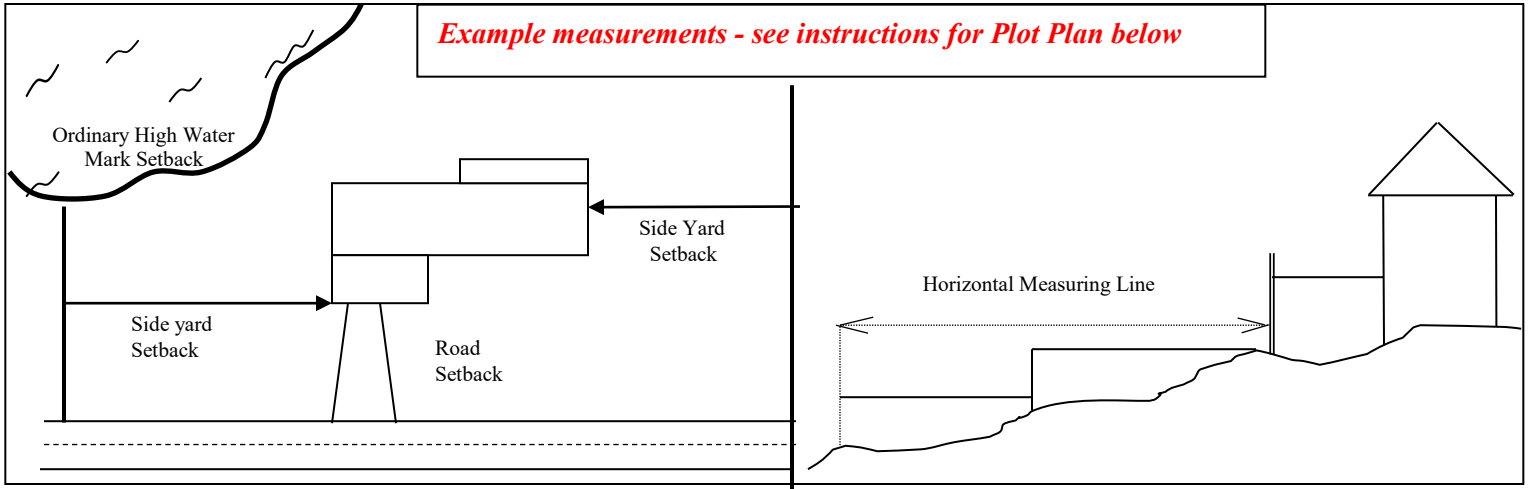 Example measurements - see instructions for Plot Plan below
Ordinary High Water
Mark Setback
Side Yard
Setback
Horizontal Measuring Line
Side yard
Setback
Road
Setback